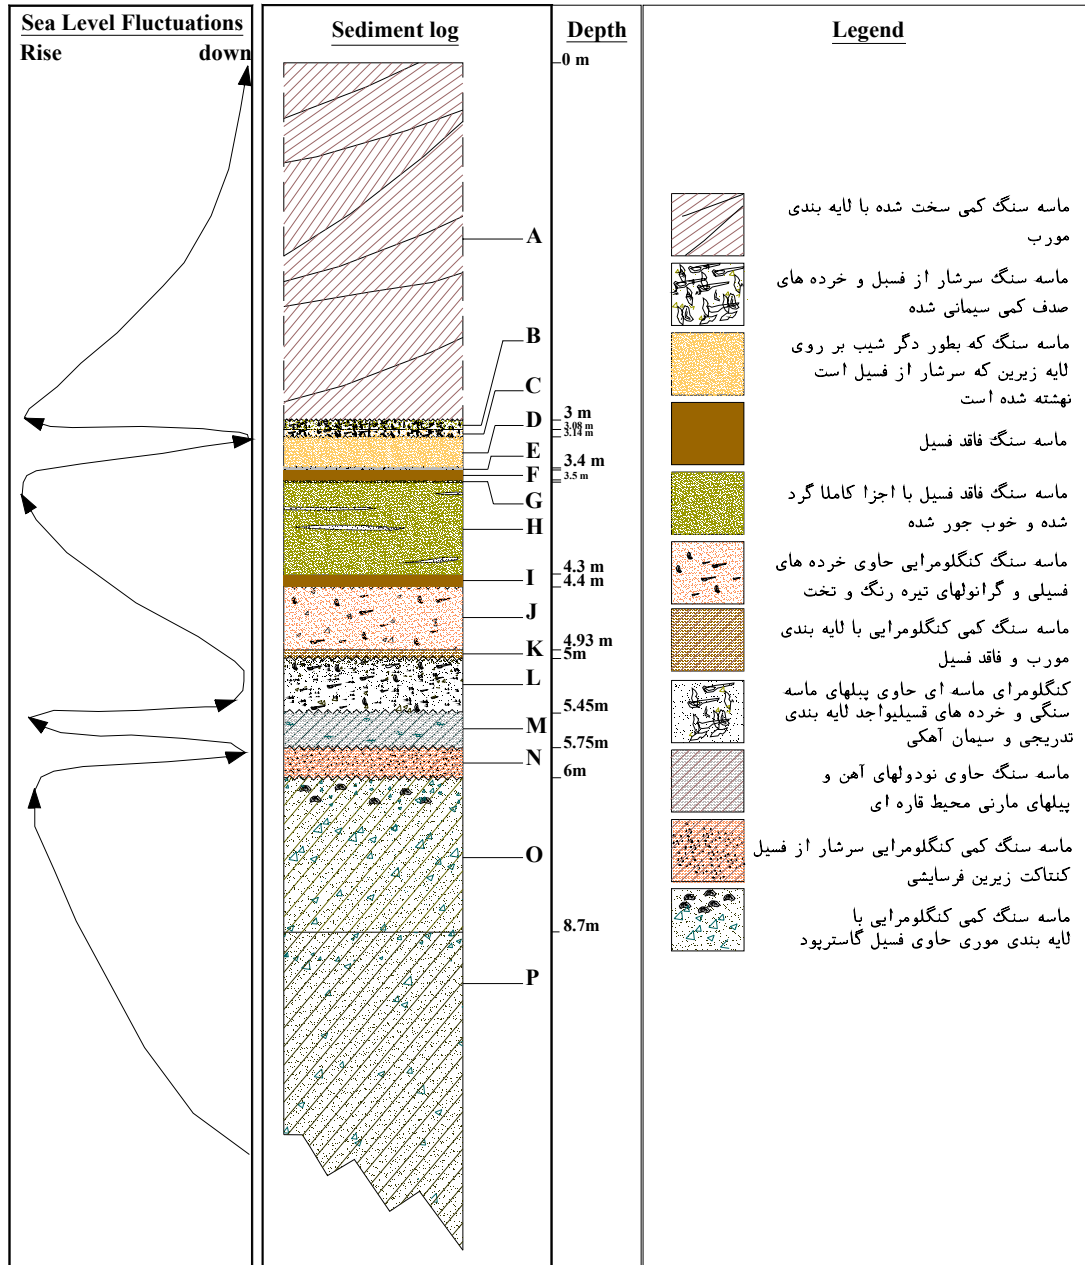 Sea Level Fluctuations
Rise down
Sediment log
Depth
Legend
0 m
A
B
C
D
E
F
G
H
I
J
K
L
M
N
O
P
3 m
3.08 m
3.14 m
3.4 m
3.5 m
4.3 m
4.4 m
4.93 m
5m
5.45m
5.75m
6m
8.7m
ماسه سنگ کمی سخت شده با لایه بندی
مورب
ماسه سنگ سرشار از فسبل و خرده های
صدف کمی سیمانی شده
ماسه سنگ که بطور دگر شیب بر روی
لایه زیرین که سرشار از فسیل است
نهشته شده است
ماسه سنگ فاقد فسیل
ماسه سنگ فاقد فسیل با اجزا کاملا گرد
شده و خوب جور شده
ماسه سنگ کنگلومرایی حاوی خرده های
فسیلی و گرانولهای تیره رنگ و تخت
ماسه سنگ کمی کنگلومرایی با لایه بندی
مورب و فاقد فسیل
کنگلومرای ماسه ای حاوی پبلهای ماسه
سنگی و خرده های قسیلیواجد لایه بندی
تدریجی و سیمان آهکی
ماسه سنگ حاوی نودولهای آهن و
پبلهای مارنی محیط قاره ای
ماسه سنگ کمی کنگلومرایی سرشار از فسیل
کنتاکت زیرین فرسایشی
ماسه سنگ کمی کنگلومرایی با
لایه بندی موری حاوی فسیل گاسترپود